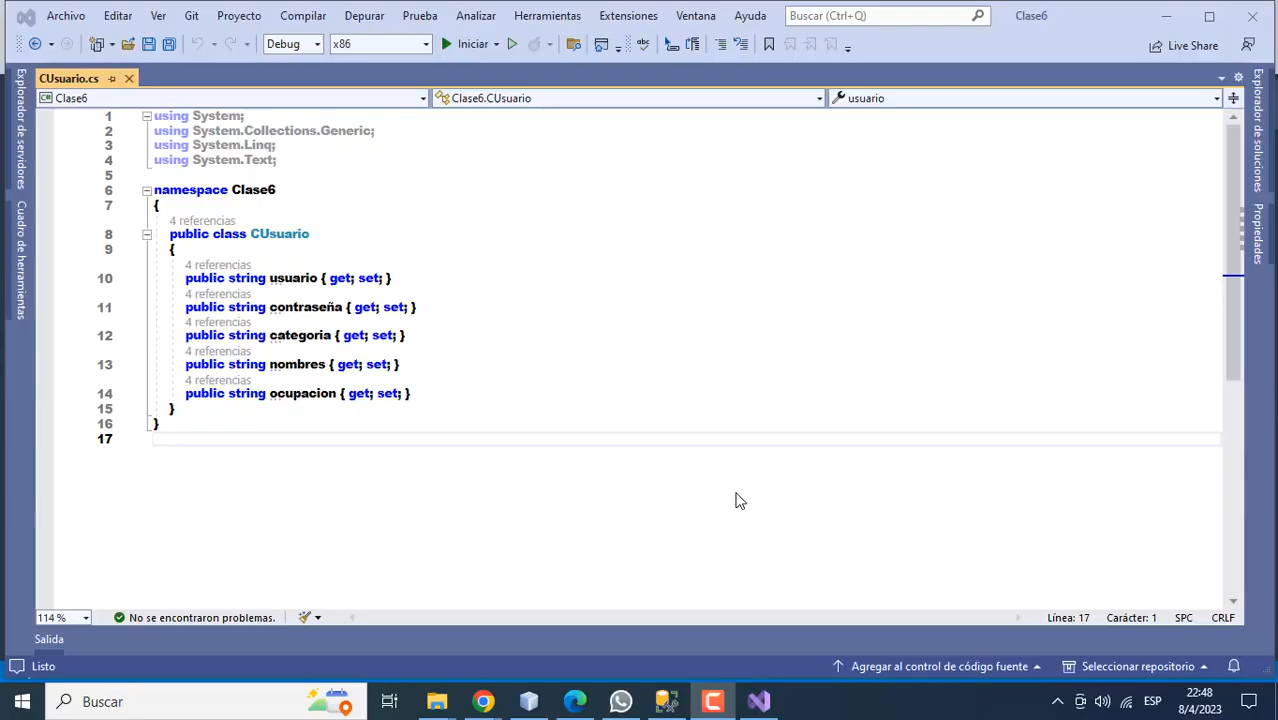 Archivo Editar Ver Git Proyecto Compilar Depurar Prueba Analizar Herramientas Extensiones Ventana Ayuda Buscar (Ctrl+Q) Clase6
Debug x86 Iniciar Live Share
CUsuario.cs
Clase6 Clase6.CUsuario usuario
Explorador de servidores
Cuadro de herramientas
1 using System;
2 using System.Collections.Generic;
3 using System.Linq;
4 using System.Text;
5
6 namespace Clase6
7 {
4 referencias
8 public class CUsuario
9 {
4 referencias
10 public string usuario { get; set; }
4 referencias
11 public string contraseña { get; set; }
4 referencias
12 public string categoria { get; set; }
4 referencias
13 public string nombres { get; set; }
4 referencias
14 public string ocupacion { get; set; }
15 }
16 }
17
Explorador de soluciones
Propiedades
114 % No se encontraron problemas. Línea: 17 Carácter: 1 SPC CRLF
Salida
Listo Agregar al control de código fuente Seleccionar repositorio
Buscar ESP 22:48
8/4/2023